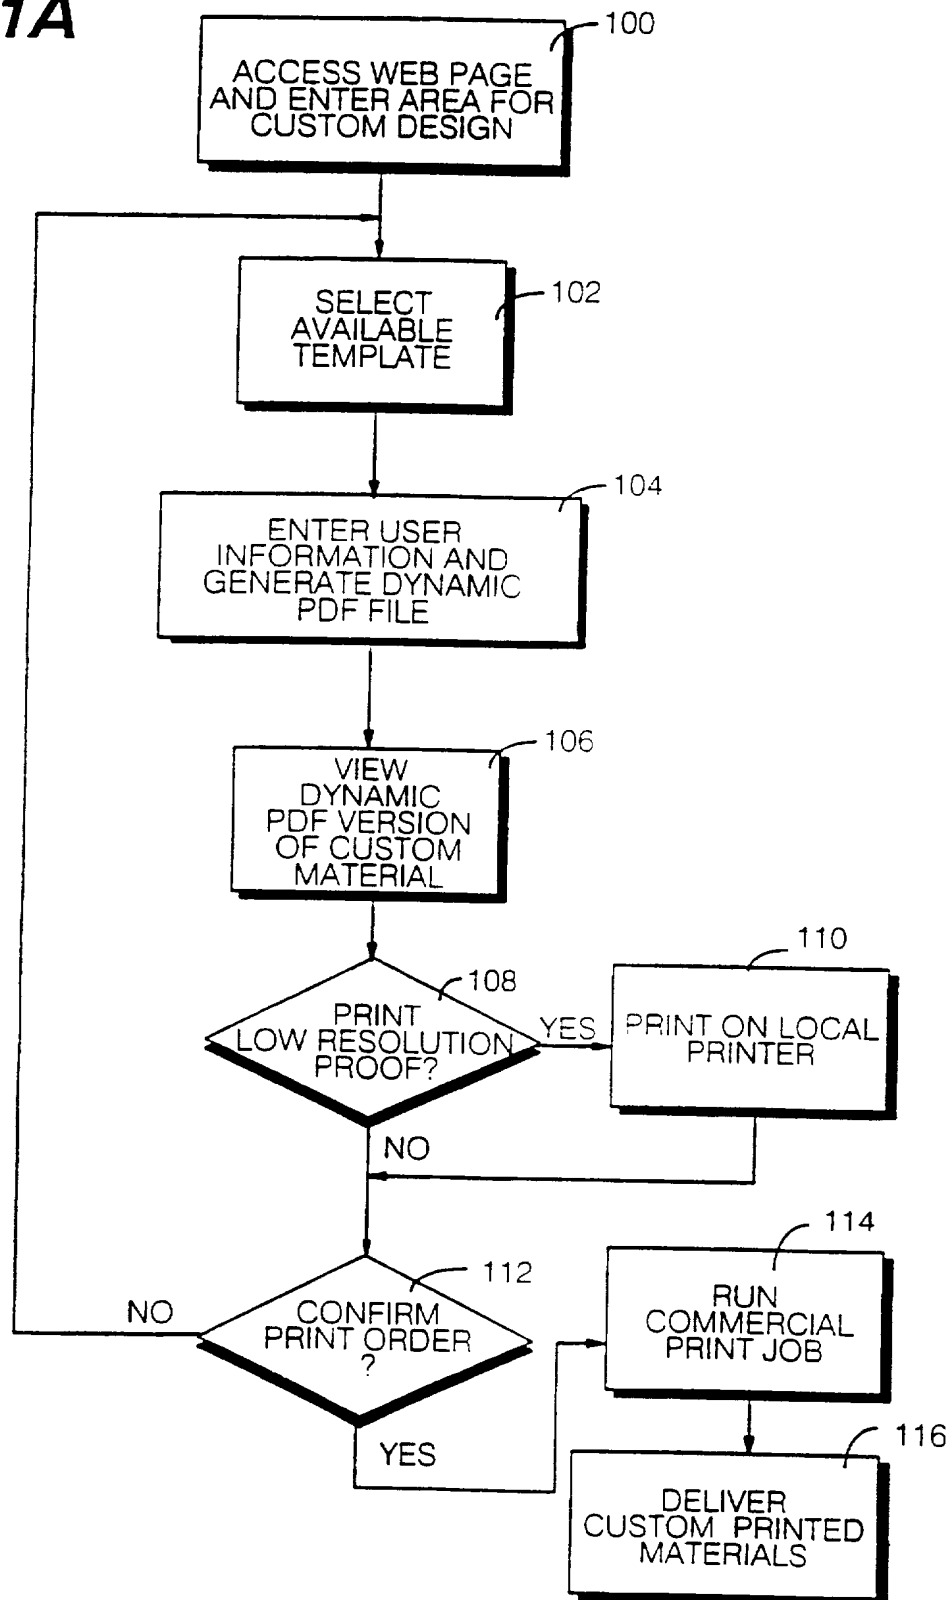 1A
100
ACCESS WEB PAGE
AND ENTER AREA FOR
CUSTOM DESIGN
102
SELECT
AVAILABLE
TEMPLATE
104
ENTER USER
INFORMATION AND
GENERATE DYNAMIC
PDF FILE
106
VIEW
DYNAMIC
PDF VERSION
OF CUSTOM
MATERIAL
108
PRINT
LOW RESOLUTION
PROOF?
YES
110
PRINT ON LOCAL
PRINTER
NO
112
CONFIRM
PRINT ORDER
?
NO
YES
114
RUN
COMMERCIAL
PRINT JOB
116
DELIVER
CUSTOM PRINTED
MATERIALS